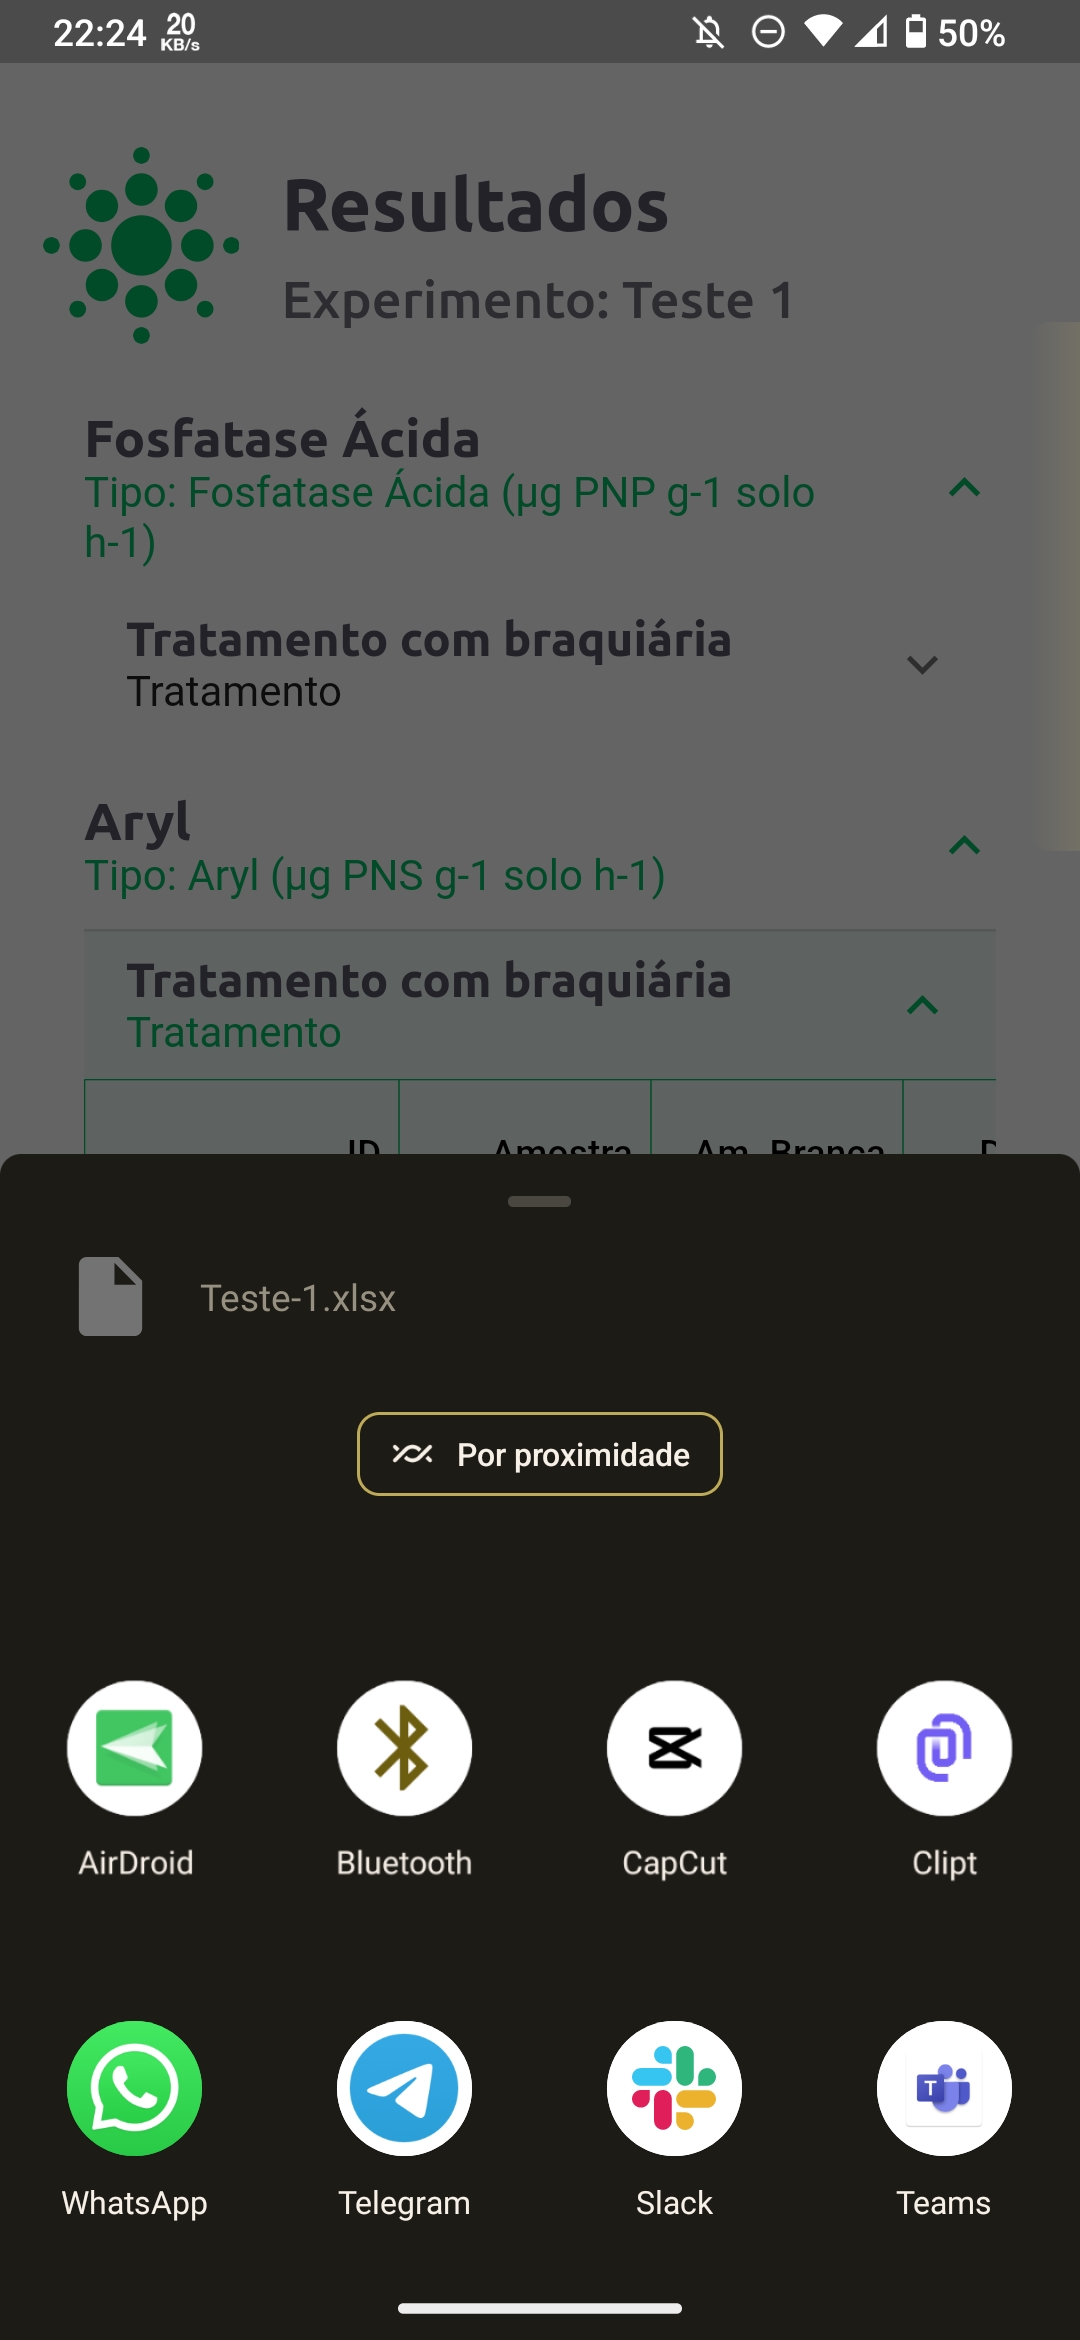 22:24 20 KB/s 50%
Resultados
Experimento: Teste 1
Fosfatase Ácida
Tipo: Fosfatase Ácida (µg PNP g-1 solo
h-1)
Tratamento com braquiária
Tratamento
Aryl
Tipo: Aryl (µg PNS g-1 solo h-1)
Tratamento com braquiária
Tratamento
ID Amostra Am. Branca
Teste-1.xlsx
Por proximidade
AirDroid Bluetooth CapCut Clipt
WhatsApp Telegram Slack Teams